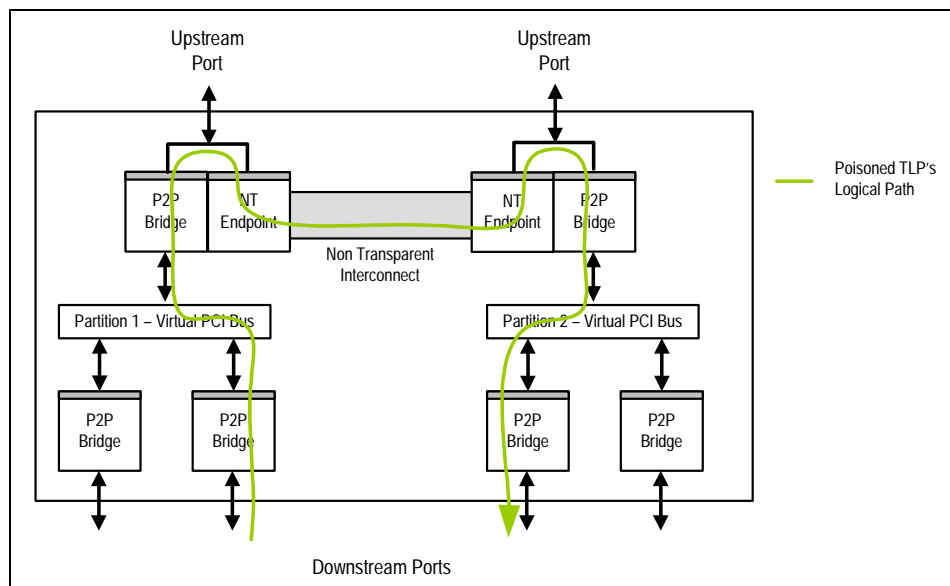 Upstream
Port
Upstream
Port
P2P
Bridge
NT
Endpoint
NT
Endpoint
P2P
Bridge
Poisoned TLP's
Logical Path
Non Transparent
Interconnect
Partition 1 – Virtual PCI Bus
Partition 2 – Virtual PCI Bus
P2P
Bridge
P2P
Bridge
P2P
Bridge
P2P
Bridge
Downstream Ports